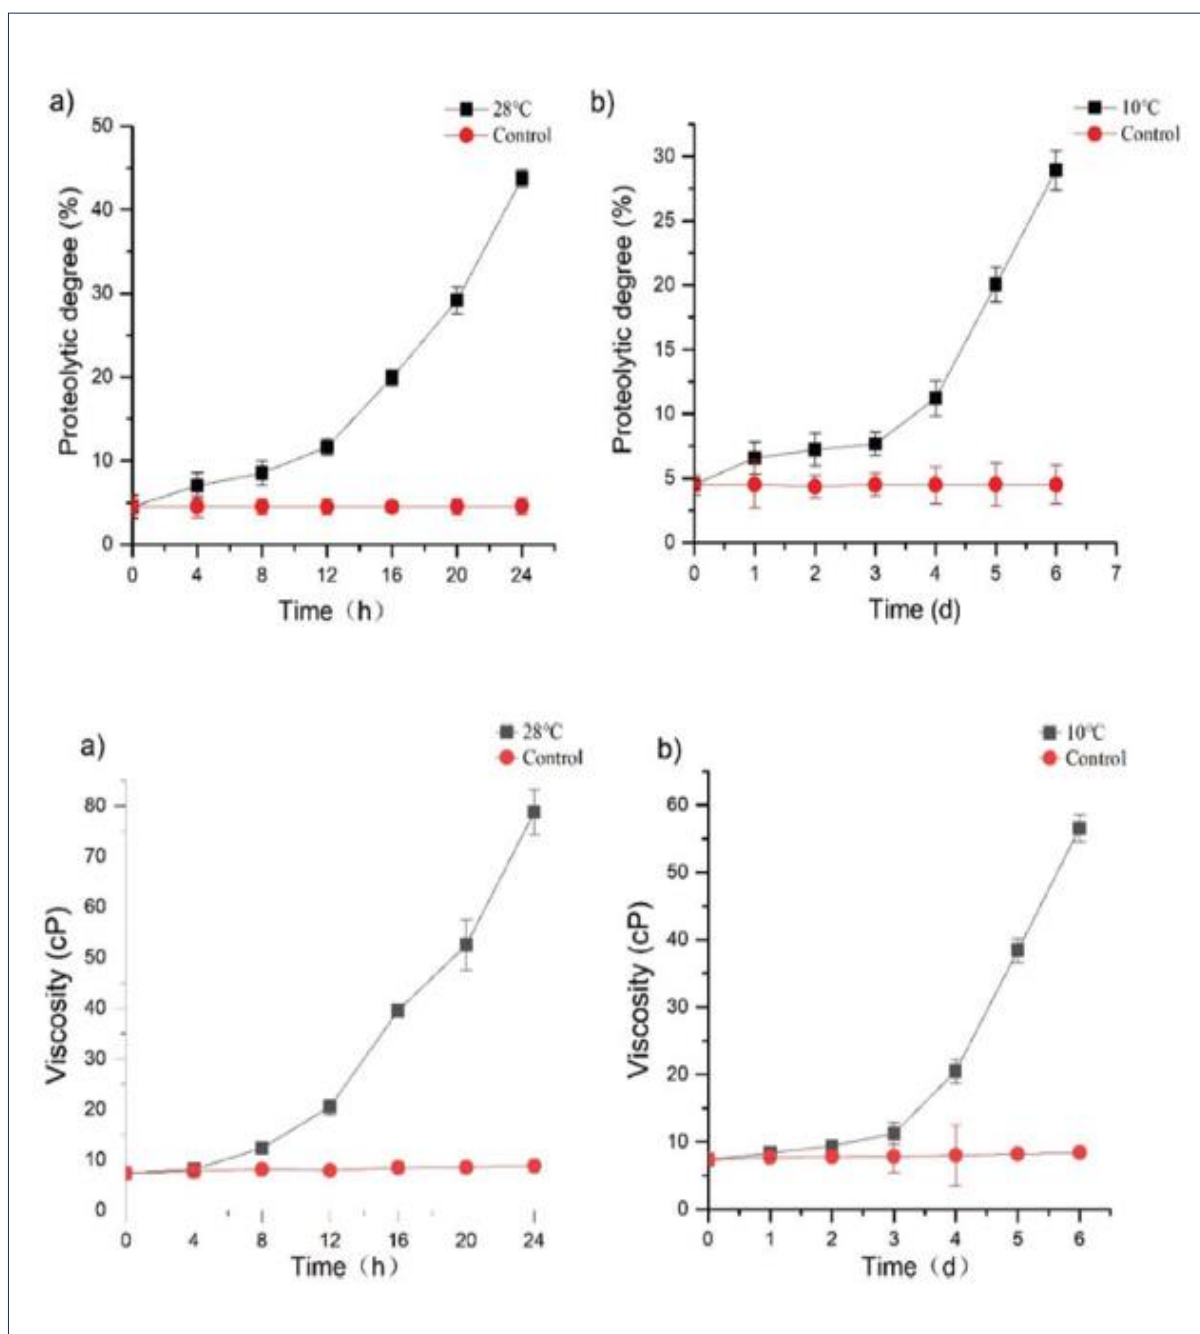 a)
28℃
Control
Proteolytic degree (%)
50
40
30
20
10
0
0 4 8 12 16 20 24
Time（h）
b)
10℃
Control
Proteolytic degree (%)
30
25
20
15
10
5
0
0 1 2 3 4 5 6 7
Time (d)
a)
28℃
Control
Viscosity (cP)
80
70
60
50
40
30
20
10
0
0 4 8 12 16 20 24
Time（h）
b)
10℃
Control
Viscosity (cP)
60
50
40
30
20
10
0
0 1 2 3 4 5 6
Time（d）